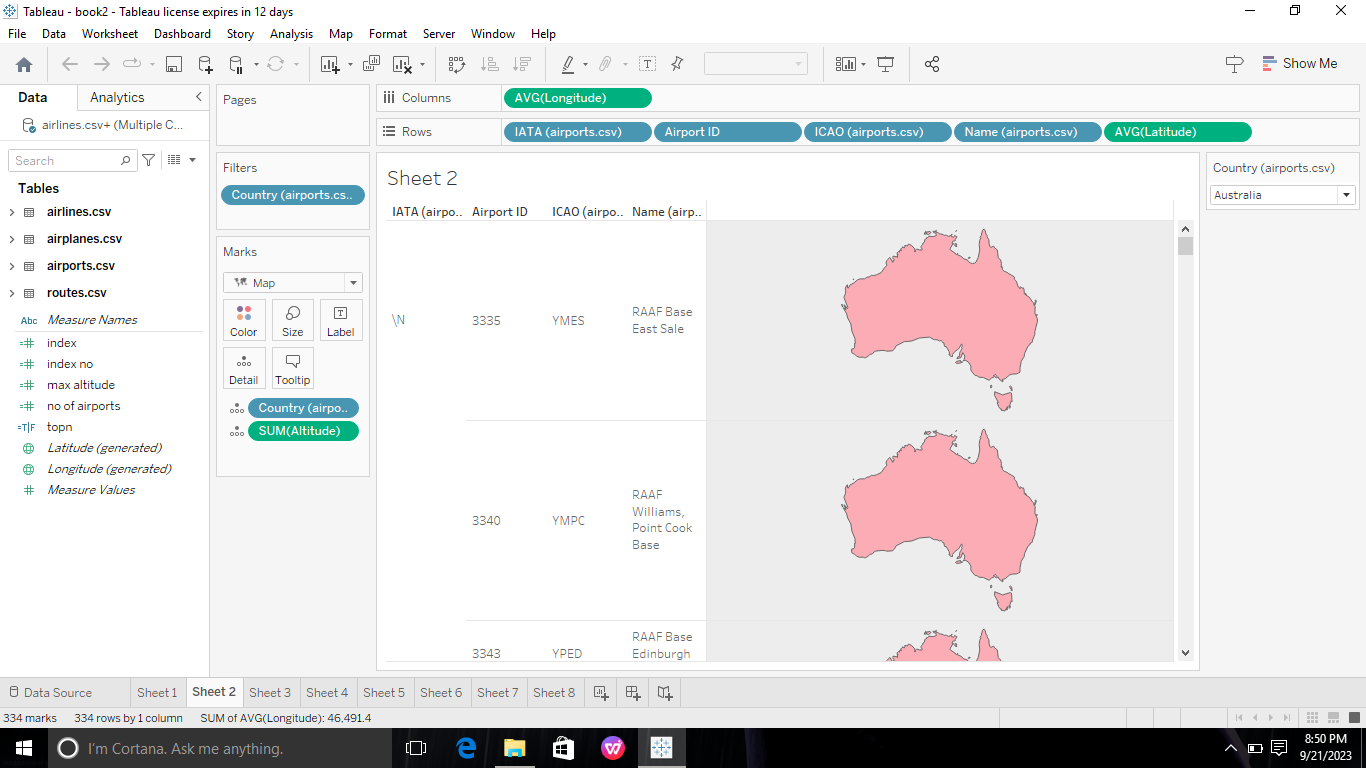 Tableau - book2 - Tableau license expires in 12 days
File Data Worksheet Dashboard Story Analysis Map Format Server Window Help
Show Me
Data Analytics
airlines.csv+ (Multiple C...
Search
Tables
airlines.csv
airplanes.csv
airports.csv
routes.csv
Abc Measure Names
index
index no
max altitude
no of airports
T|F topn
Latitude (generated)
Longitude (generated)
Measure Values
Pages
Filters
Country (airports.cs..
Marks
Map
Color Size Label
Detail Tooltip
Country (airpo..
SUM(Altitude)
Columns AVG(Longitude)
Rows IATA (airports.csv) Airport ID ICAO (airports.csv) Name (airports.csv) AVG(Latitude)
Sheet 2
IATA (airpo.. Airport ID ICAO (airpo.. Name (airp..
\N 3335 YMES RAAF Base
East Sale
3340 YMPC RAAF
Williams,
Point Cook
Base
3343 YPED RAAF Base
Edinburgh
Country (airports.csv)
Australia
Data Source Sheet 1 Sheet 2 Sheet 3 Sheet 4 Sheet 5 Sheet 6 Sheet 7 Sheet 8
334 marks 334 rows by 1 column SUM of AVG(Longitude): 46,491.4
I'm Cortana. Ask me anything.
8:50 PM
9/21/2023